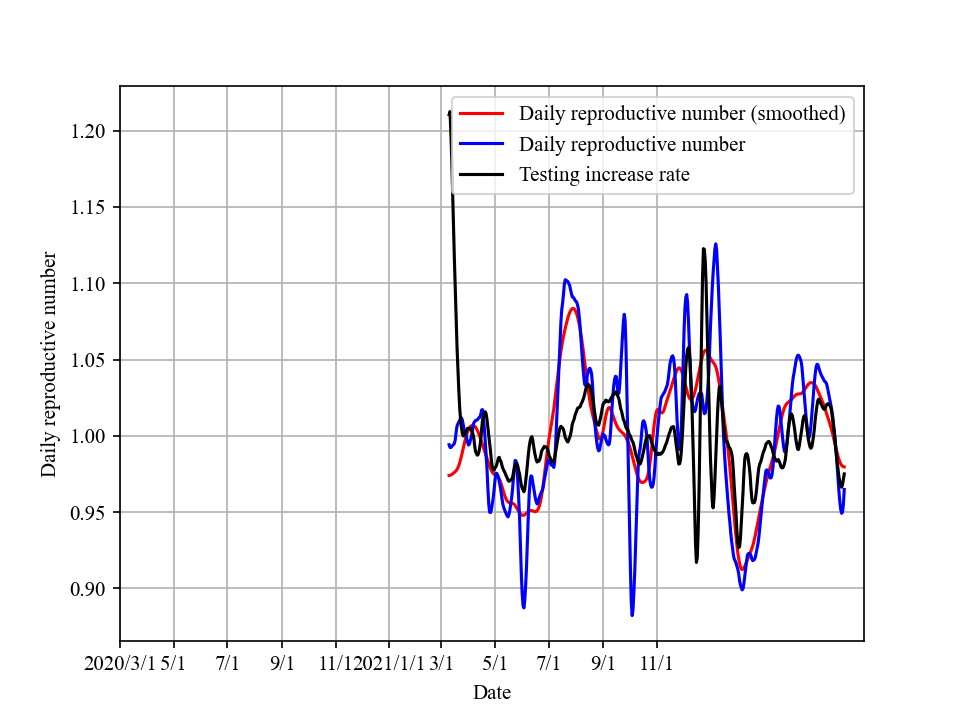 Daily reproductive number (smoothed)
Daily reproductive number
Testing increase rate
Daily reproductive number
1.20
1.15
1.10
1.05
1.00
0.95
0.90
2020/3/1 5/1 7/1 9/1 11/1 2021/1/1 3/1 5/1 7/1 9/1 11/1
Date